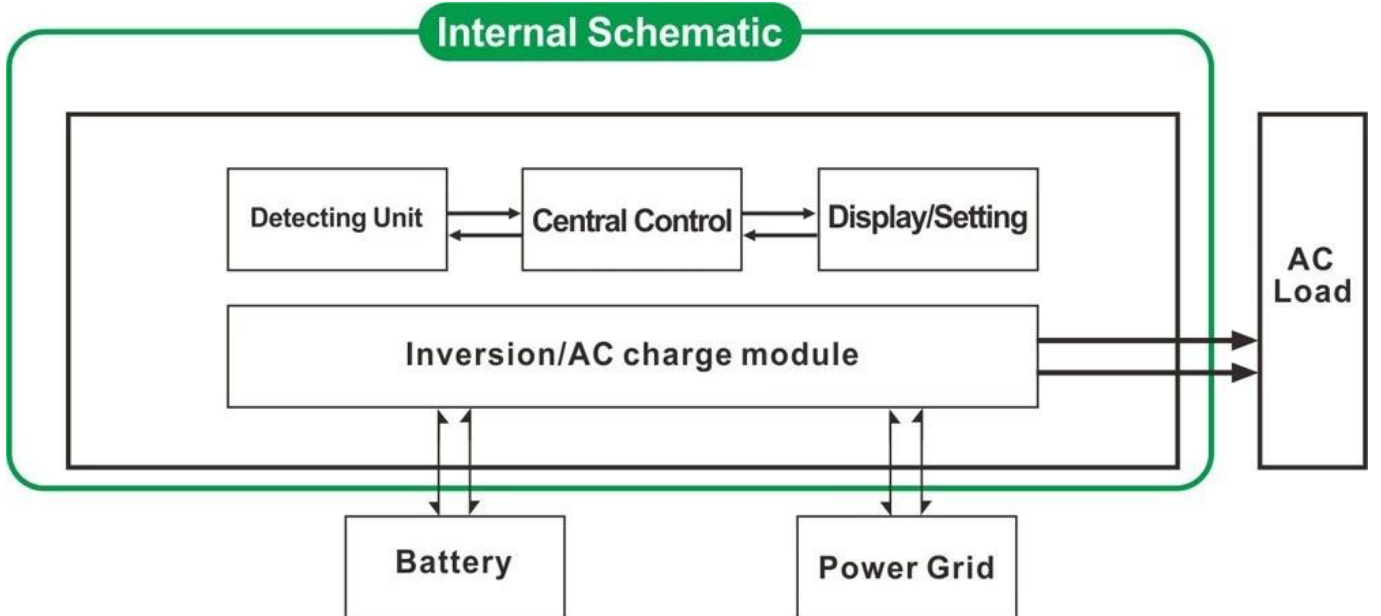 Internal Schematic
Detecting Unit
Central Control
Display/Setting
AC
Load
Inversion/AC charge module
Battery
Power Grid